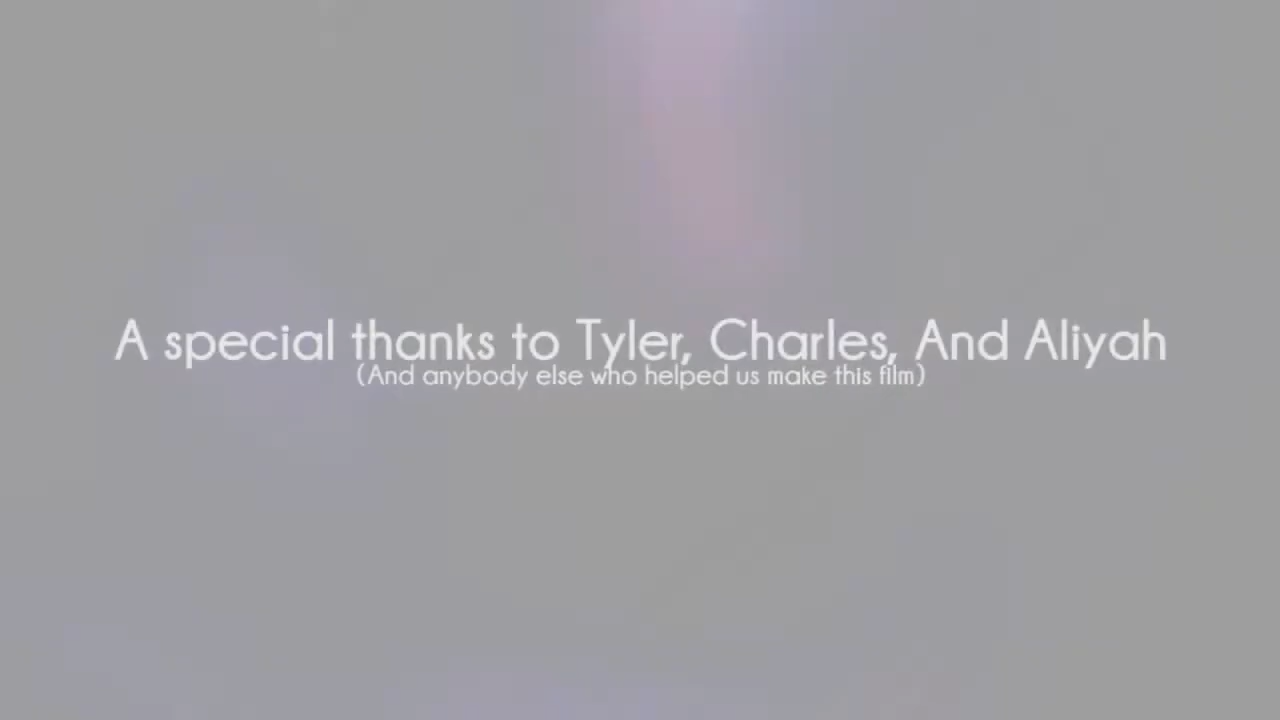 A special thanks to Tyler, Charles, And Aliyah
(And anybody else who helped us make this film)